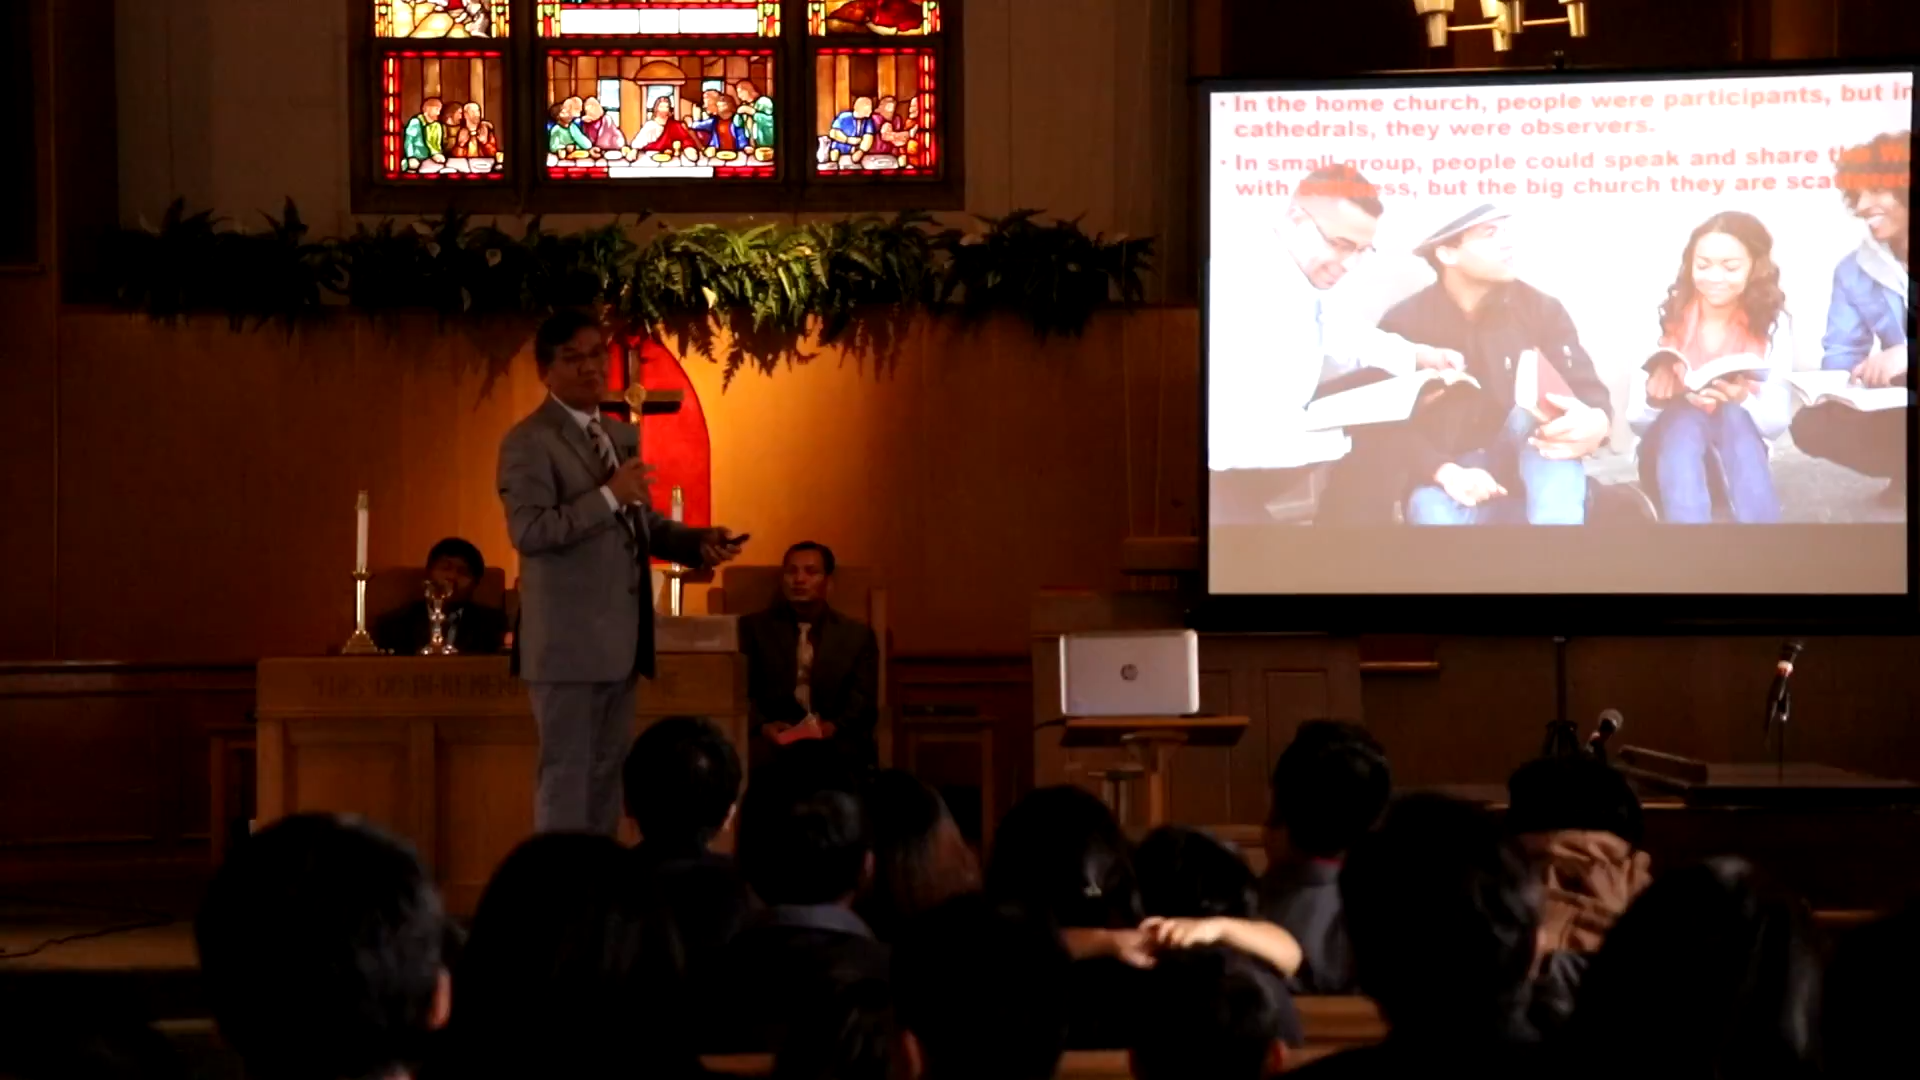 • In the home church, people were participants, but in
cathedrals, they were observers.
• In small group, people could speak and share the
with, but the big church they are
hp